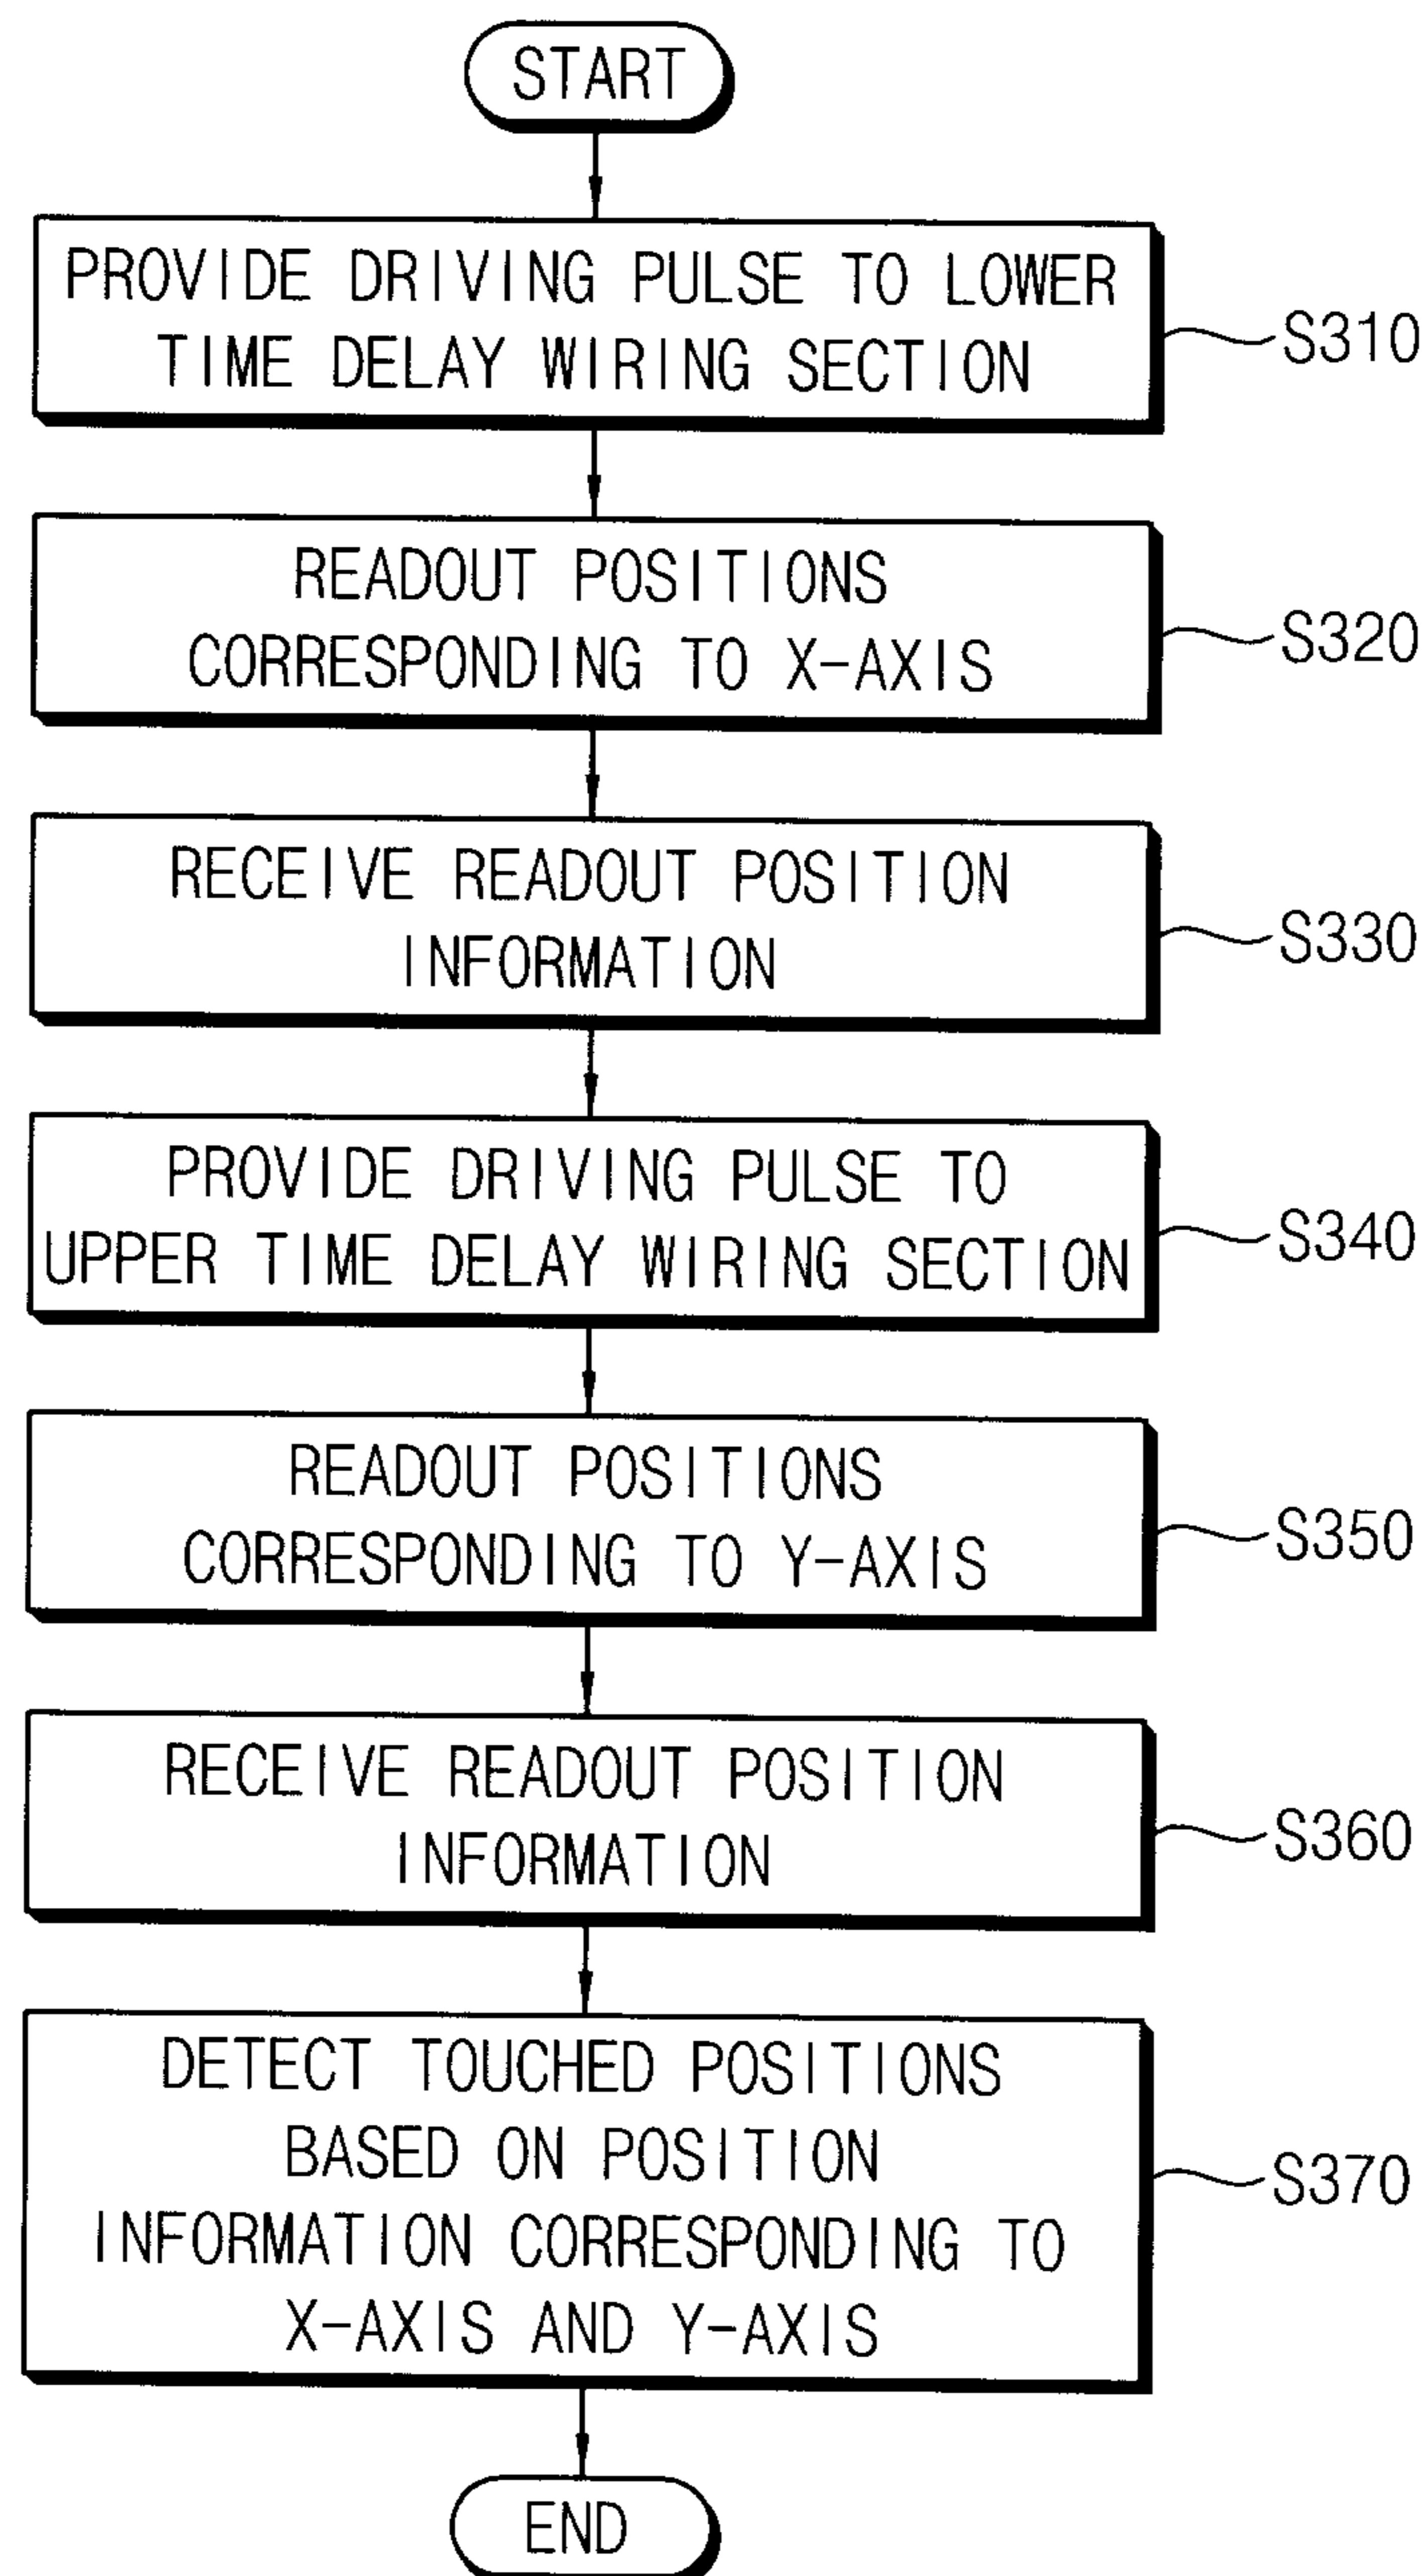 START
PROVIDE DRIVING PULSE TO LOWER
TIME DELAY WIRING SECTION
S310
READOUT POSITIONS
CORRESPONDING TO X-AXIS
S320
RECEIVE READOUT POSITION
INFORMATION
S330
PROVIDE DRIVING PULSE TO
UPPER TIME DELAY WIRING SECTION
S340
READOUT POSITIONS
CORRESPONDING TO Y-AXIS
S350
RECEIVE READOUT POSITION
INFORMATION
S360
DETECT TOUCHED POSITIONS
BASED ON POSITION
INFORMATION CORRESPONDING TO
X-AXIS AND Y-AXIS
S370
END